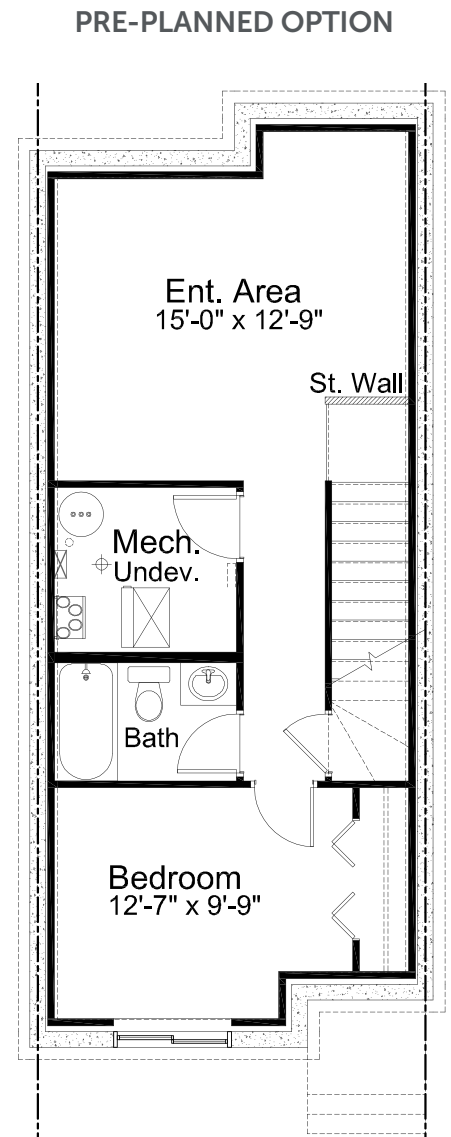 PRE-PLANNED OPTION
Ent. Area
15'-0" x 12'-9"
St. Wall
Mech.
Undev.
Bath
Bedroom
12'-7" x 9'-9"